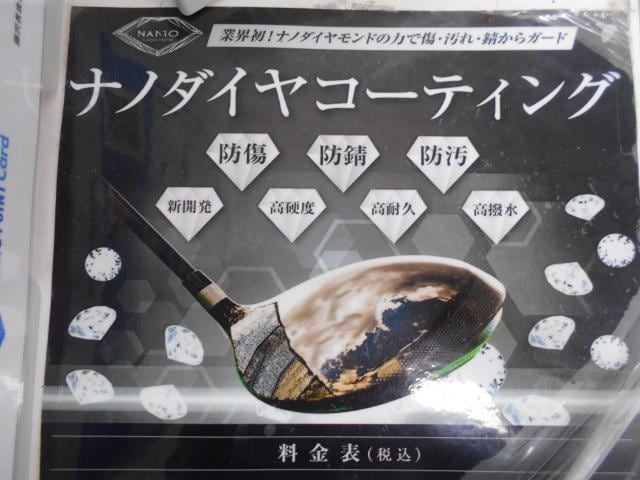 NANO
業界初!ナノダイヤモンドの力で傷・汚れ・錆からガード
ナノダイヤコーティング
防傷 防錆 防汚
新開発 高硬度 高耐久 高撥水
料金表(税込)
Card